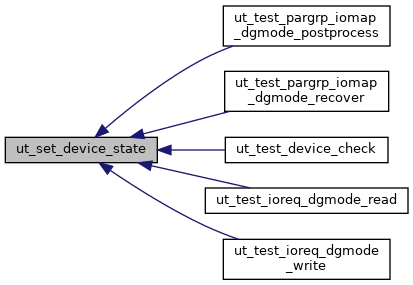 ut_test_pargrp_iomap
_dgmode_postprocess
ut_test_pargrp_iomap
_dgmode_recover
ut_set_device_state
ut_test_device_check
ut_test_ioreq_dgmode_read
ut_test_ioreq_dgmode
_write